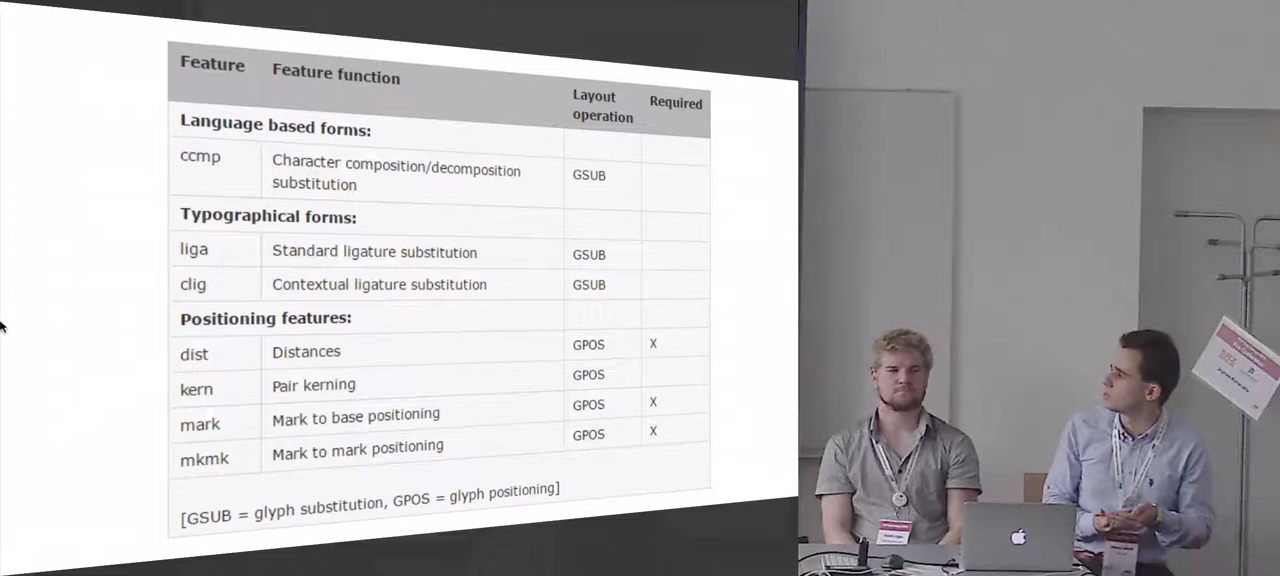 Feature Feature function Layout operation Required
Language based forms:
ccmp Character composition/decomposition substitution GSUB
Typographical forms:
liga Standard ligature substitution GSUB
clig Contextual ligature substitution GSUB
Positioning features:
dist Distances GPOS X
kern Pair kerning GPOS
mark Mark to base positioning GPOS X
mkmk Mark to mark positioning GPOS X
[GSUB = glyph substitution, GPOS = glyph positioning]